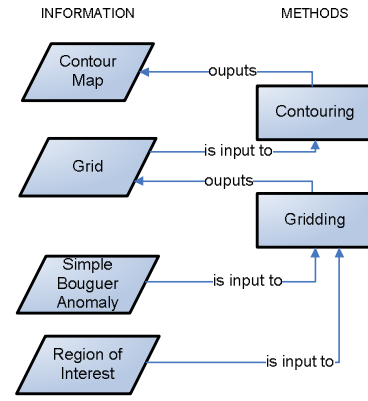 INFORMATION METHODS
Contour
Map
ouputs
Contouring
Grid
is input to
ouputs
Gridding
Simple
Bouguer
Anomaly
is input to
Region of
Interest
is input to